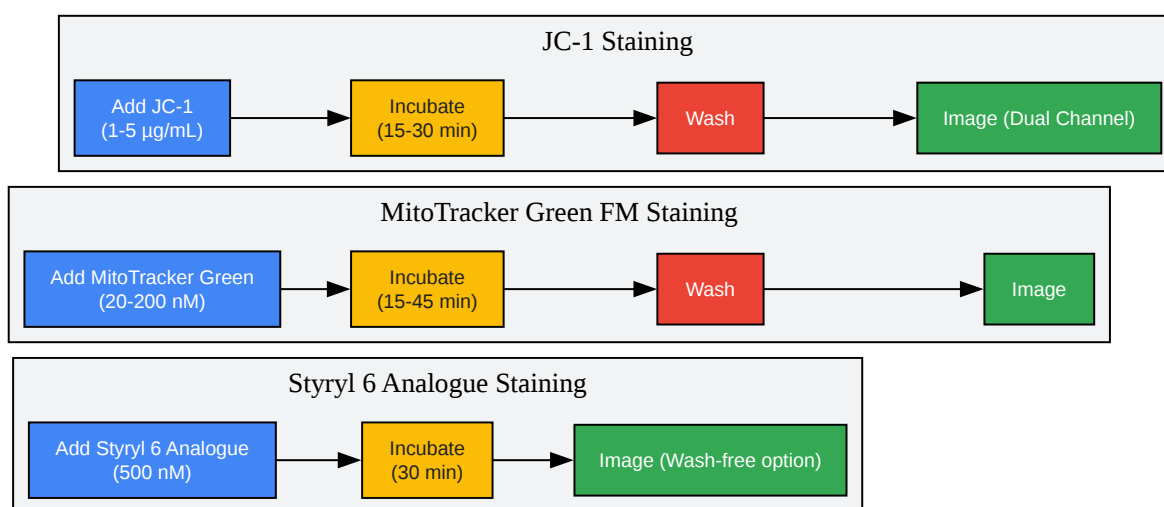 JC-1 Staining
Add JC-1
(1-5 µg/mL)
Incubate
(15-30 min)
Wash
Image (Dual Channel)
MitoTracker Green FM Staining
Add MitoTracker Green
(20-200 nM)
Incubate
(15-45 min)
Wash
Image
Styryl 6 Analogue Staining
Add Styryl 6 Analogue
(500 nM)
Incubate
(30 min)
Image (Wash-free option)